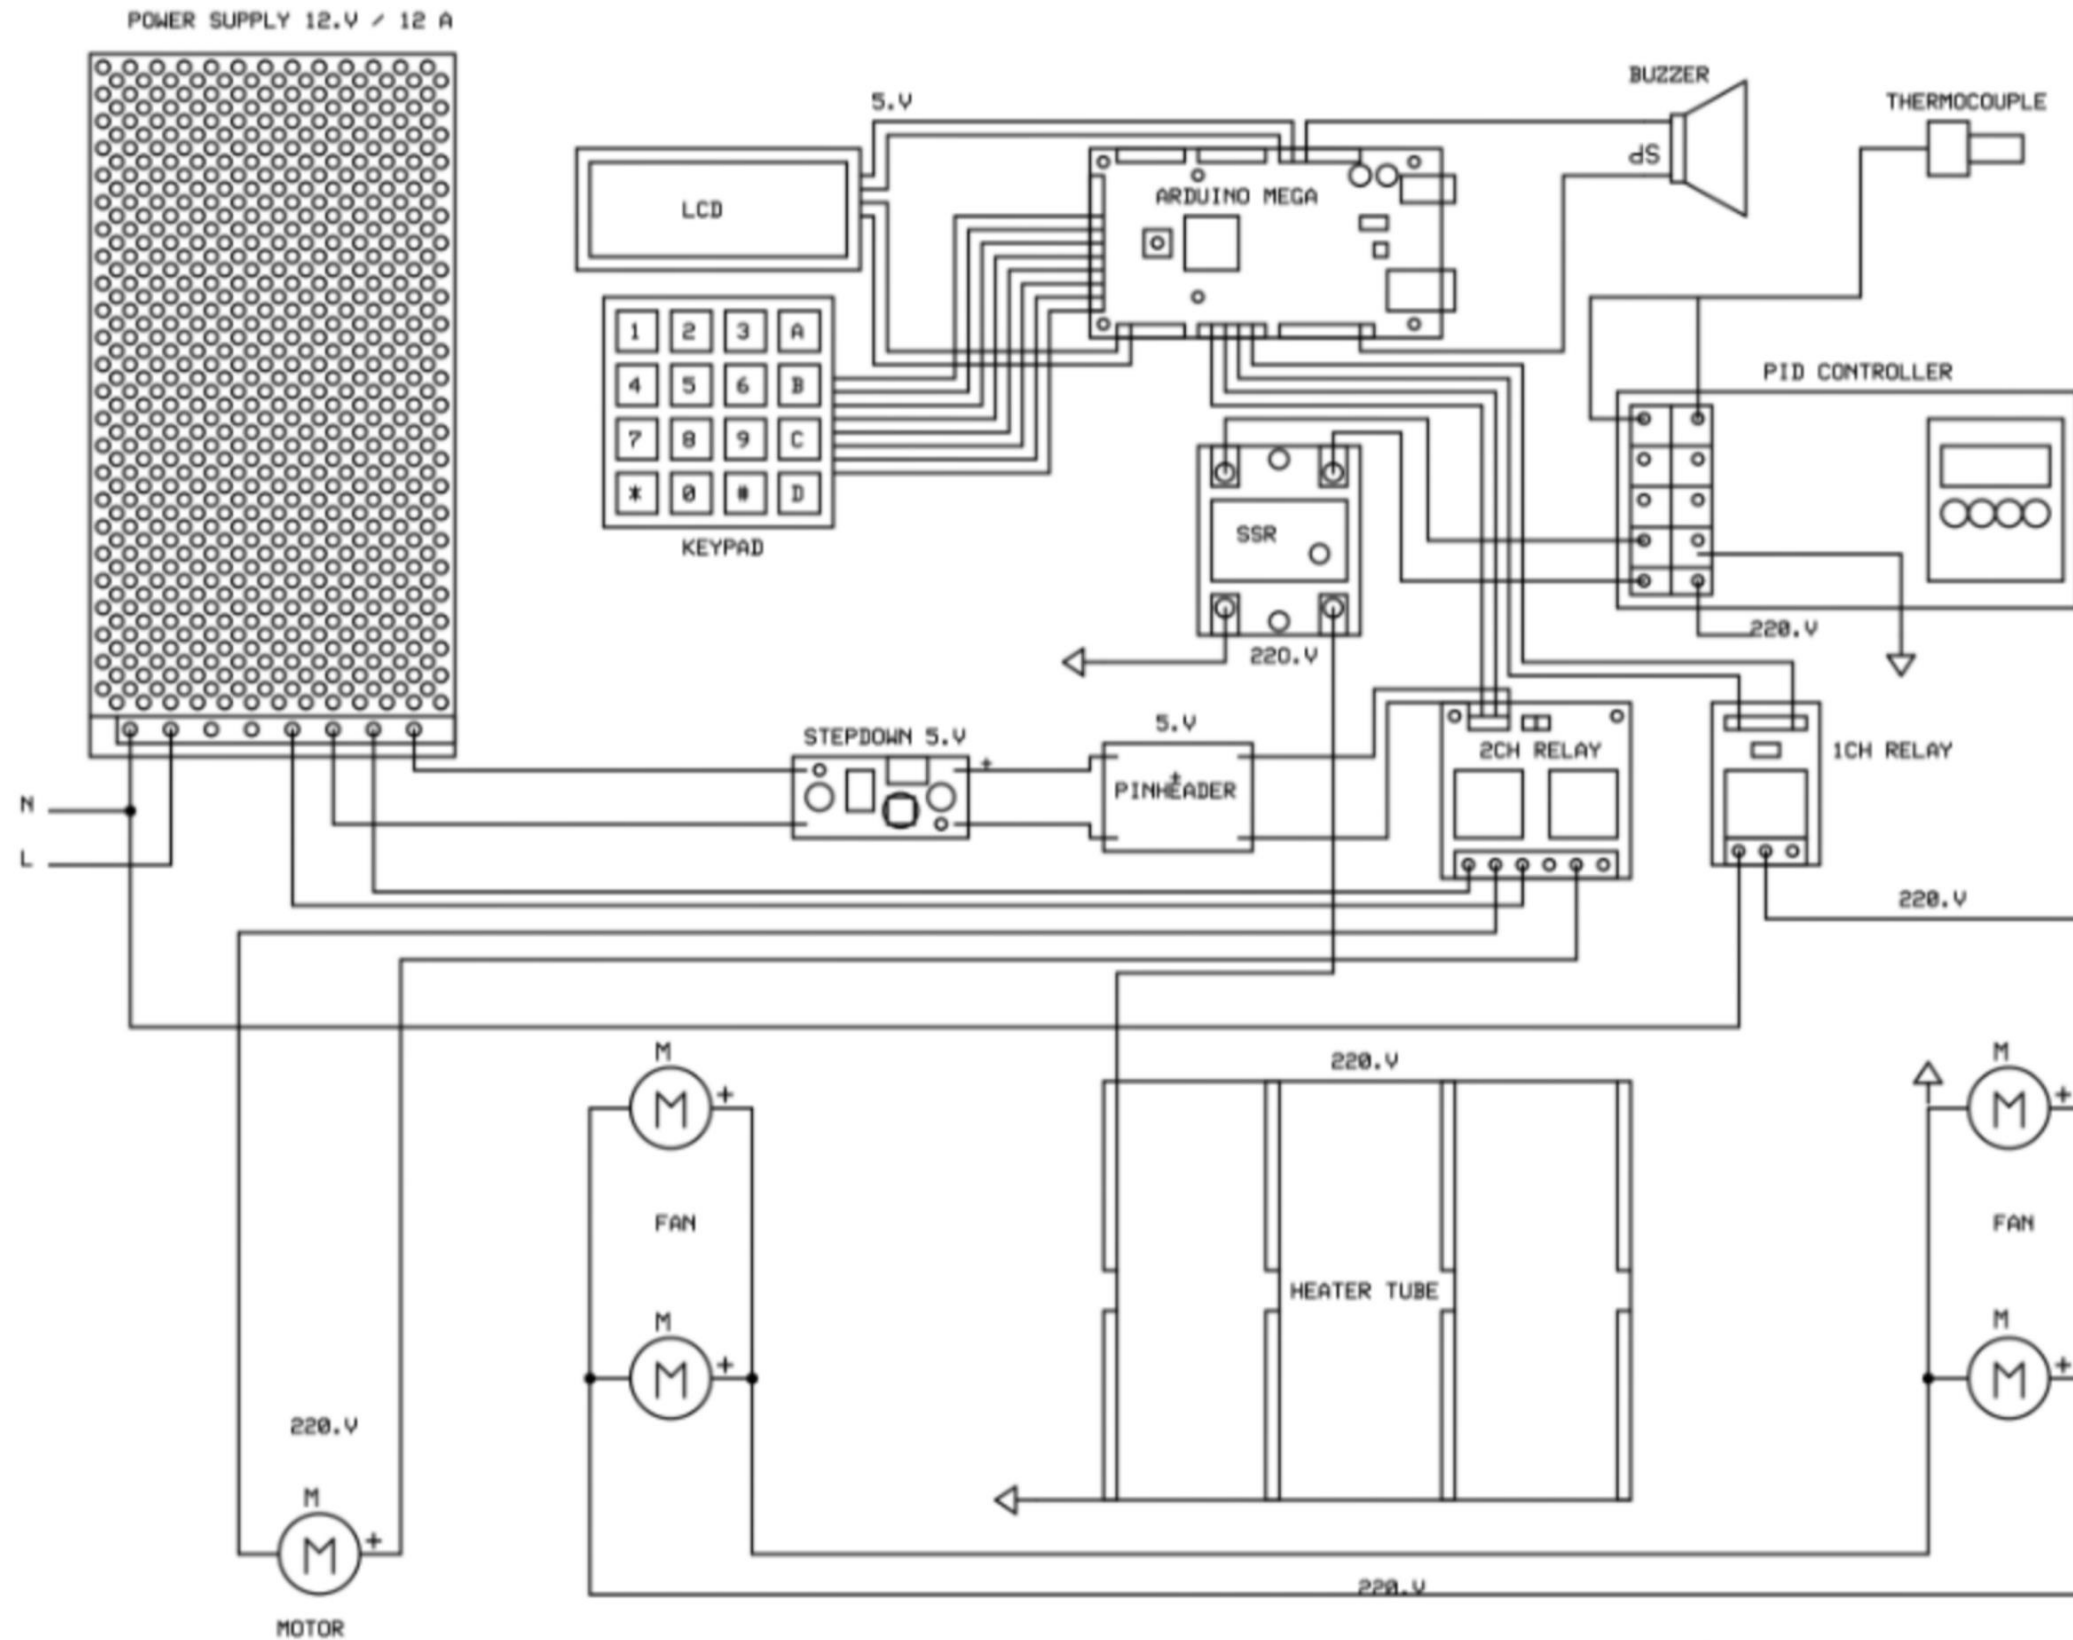 POWER SUPPLY 12.V / 12 A
BUZZER
5.V
THERMOCOUPLE
SP
ARDUINO MEGA
LCD
1 2 3 A
4 5 6 B
7 8 9 C
* 0 # D
KEYPAD
PID CONTROLLER
SSR
220.V
220.V
STEPDOWN 5.V
+
5.V
±
PINHEADER
2CH RELAY
1CH RELAY
N
L
220.V
M
M +
FAN
M
M +
220.V
HEATER TUBE
M
M +
FAN
M
M +
220.V
M
M +
MOTOR
220.V